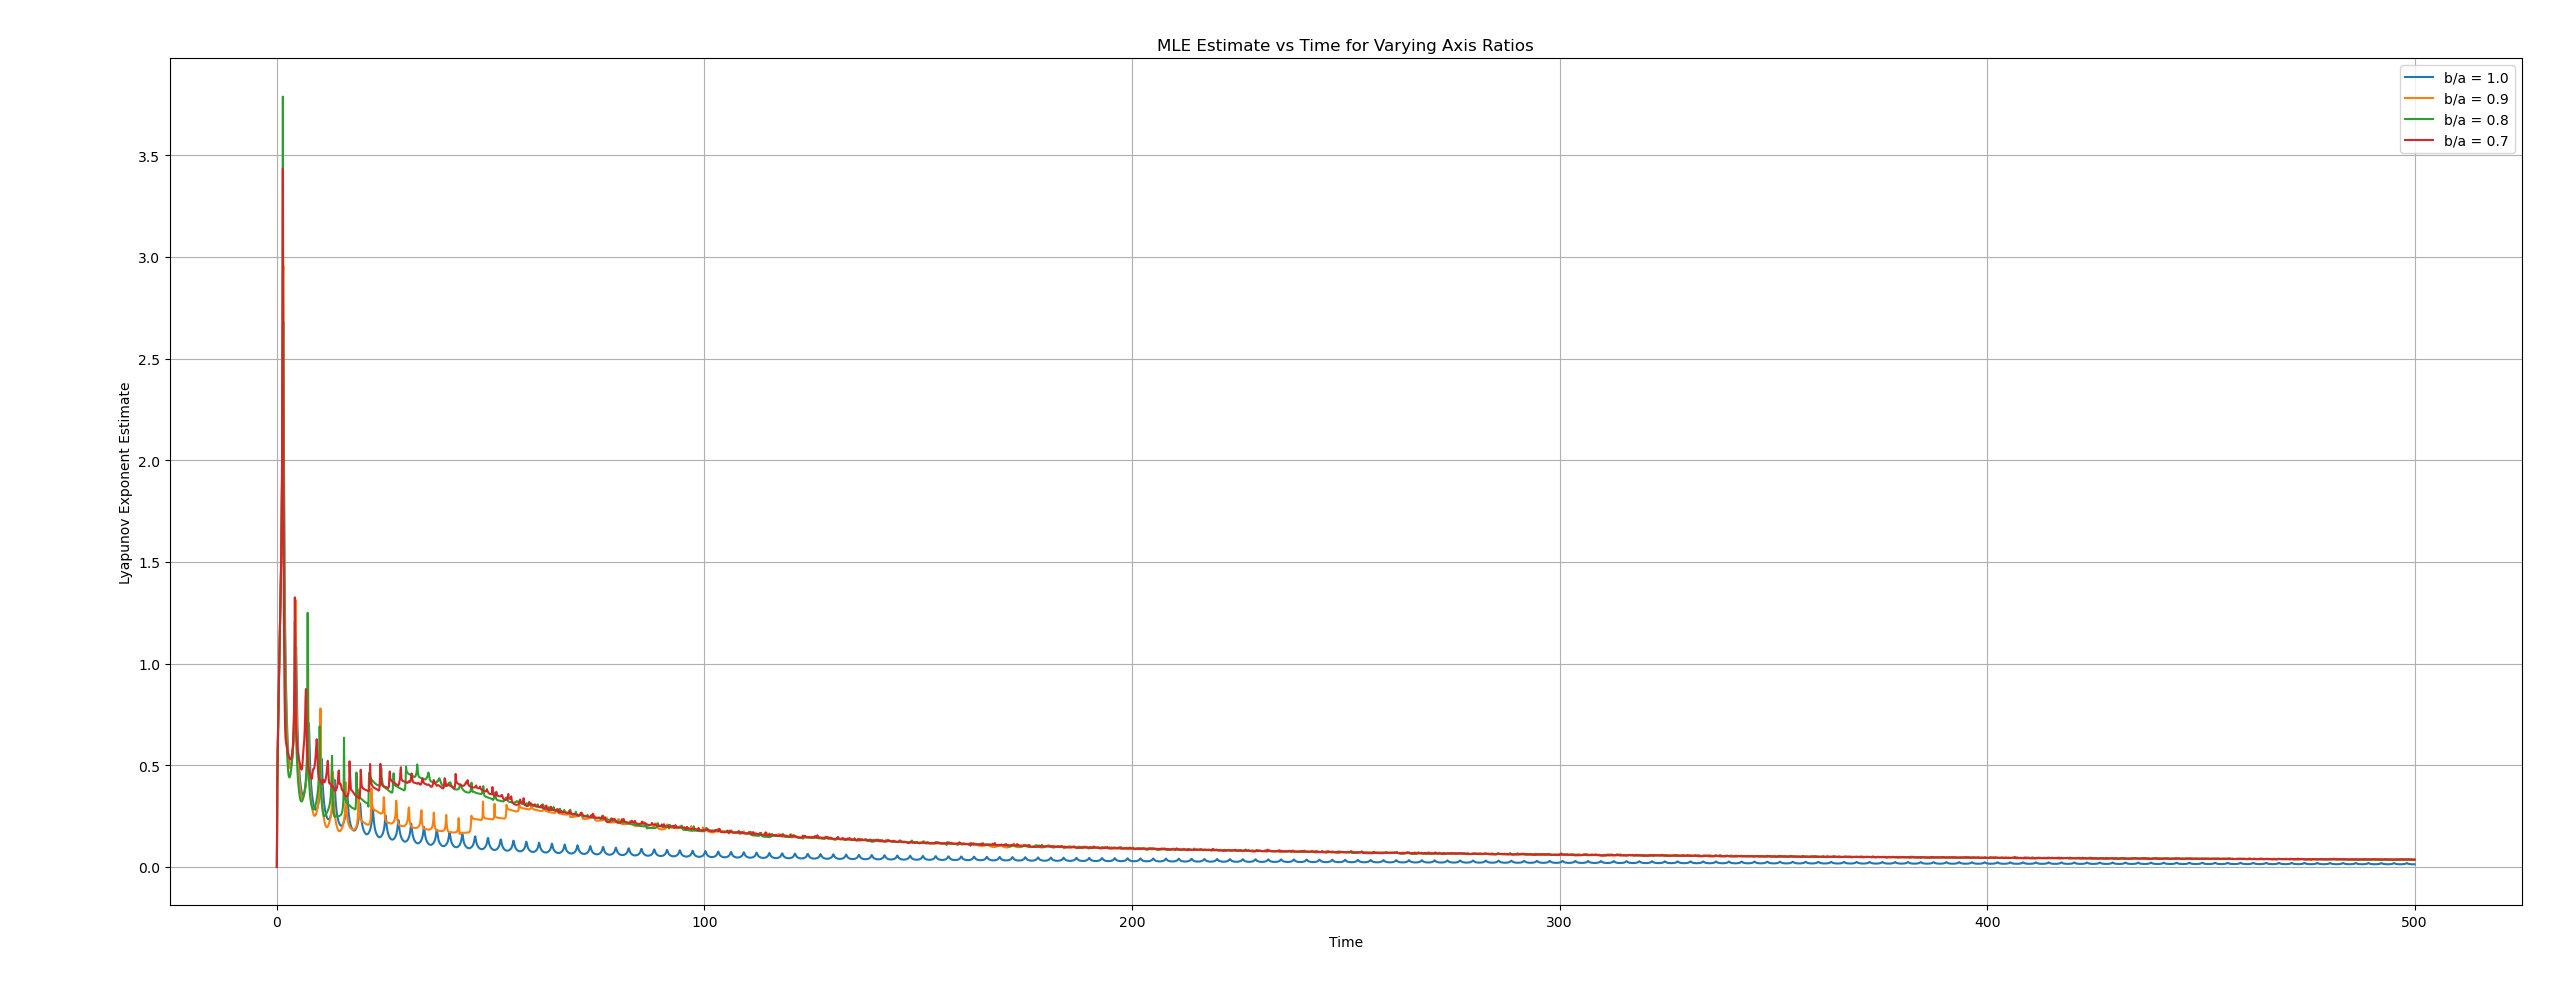 MLE Estimate vs Time for Varying Axis Ratios
b/a = 1.0
b/a = 0.9
b/a = 0.8
b/a = 0.7
3.5
3.0
2.5
2.0
1.5
1.0
0.5
0.0
Lyapunov Exponent Estimate
0 100 200 300 400 500
Time